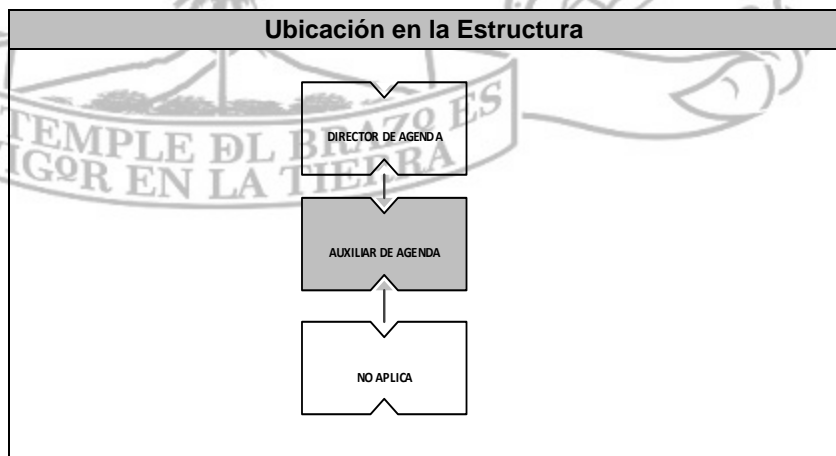 Ubicación en la Estructura
DIRECTOR DE AGENDA
TEMPLE DL BRAZO ES
IGOR EN LA TIERRA
AUXILIAR DE AGENDA
NO APLICA